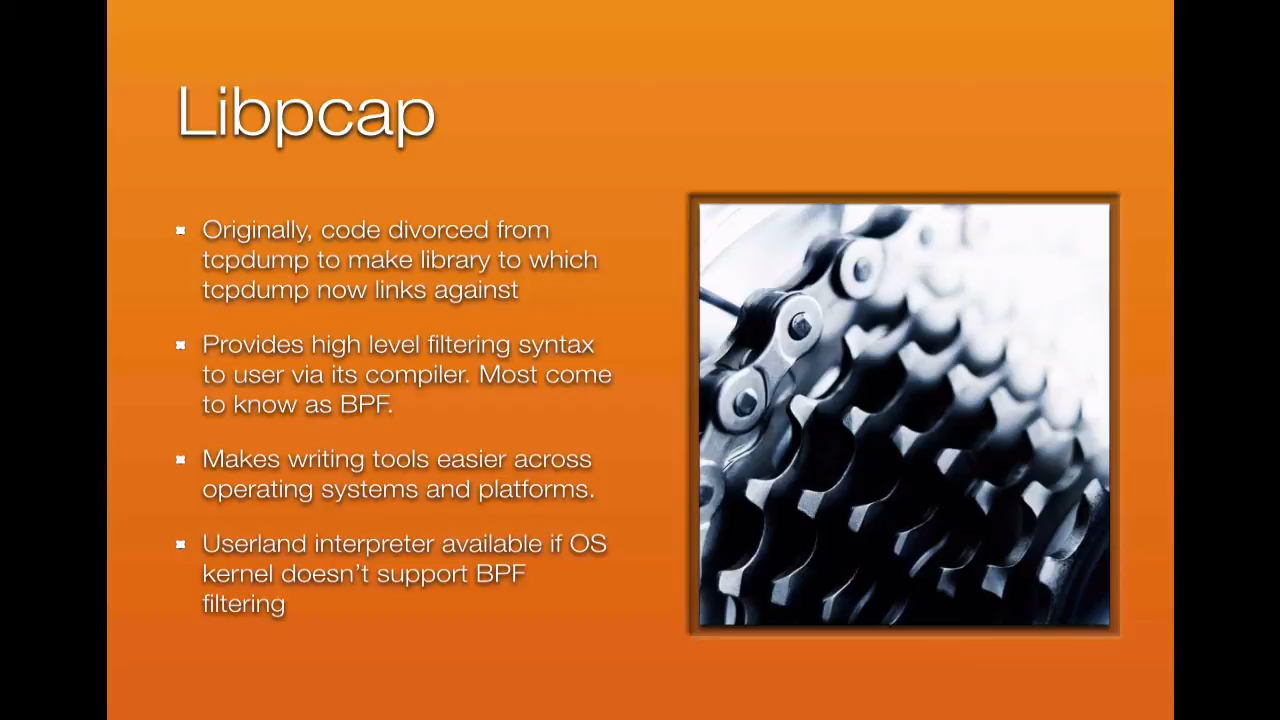 Libpcap
Originally, code divorced from
tcpdump to make library to which
tcpdump now links against
Provides high level filtering syntax
to user via its compiler. Most come
to know as BPF.
Makes writing tools easier across
operating systems and platforms.
Userland interpreter available if OS
kernel doesn’t support BPF
filtering